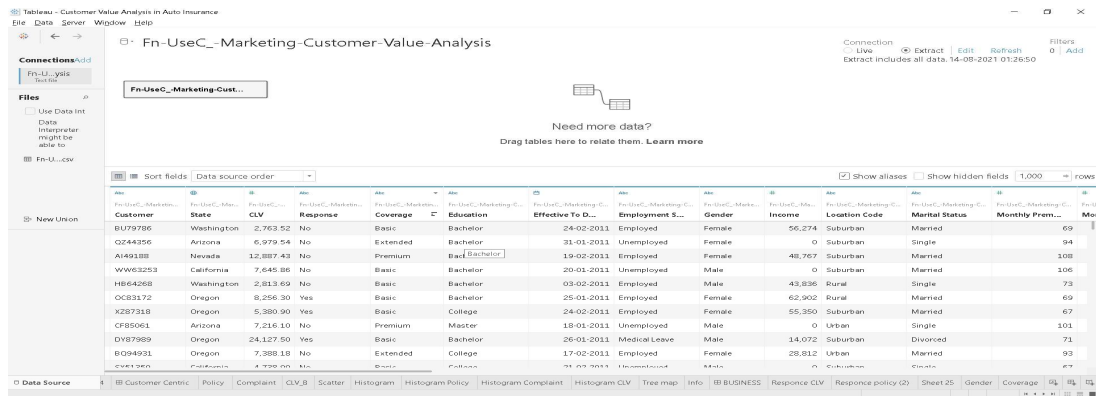 Tableau - Customer Value Analysis in Auto Insurance
File Data Server Window Help
Connections Add
Fn-U...ysis
Text file
Files
Use Data Int
Data
Interpreter
might be
able to
Fn-U....csv
New Union
Fn-UseC_-Marketing-Customer-Value-Analysis
Connection
Live Extract Edit Refresh
Filters
0 Add
Extract includes all data. 14-08-2021 01:26:50
Fn-UseC_-Marketing-Cust...
Need more data?
Drag tables here to relate them. Learn more
Sort fields Data source order
Show aliases Show hidden fields 1,000 rows
Abc Abc Abc Abc Abc Abc Abc Abc
Customer State CLV Response Coverage Education Effective To D... Employment S... Gender Income Location Code Marital Status Monthly Prem...
BU79786 Washington 2,763.52 No Basic Bachelor 24-02-2011 Employed Female 56,274 Suburban Married 69
QZ44356 Arizona 6,979.54 No Extended Bachelor 31-01-2011 Unemployed Female 0 Suburban Single 94
AI49188 Nevada 12,887.43 No Premium Bachelor 19-02-2011 Employed Female 48,767 Suburban Married 108
WW63253 California 7,645.86 No Basic Bachelor 20-01-2011 Unemployed Male 0 Suburban Married 106
HB64268 Washington 2,813.69 No Basic Bachelor 03-02-2011 Employed Male 43,836 Rural Single 73
OC83172 Oregon 8,256.30 Yes Basic Bachelor 25-01-2011 Employed Female 62,902 Rural Married 69
XZ87318 Oregon 5,380.90 Yes Basic College 24-02-2011 Employed Female 55,350 Suburban Married 67
CF85061 Arizona 7,216.10 No Premium Master 18-01-2011 Unemployed Male 0 Urban Single 101
DY87989 Oregon 24,127.50 Yes Basic Bachelor 26-01-2011 Medical Leave Male 14,072 Suburban Divorced 71
BQ94931 Oregon 7,388.18 No Extended College 17-02-2011 Employed Female 28,812 Urban Married 93
Data Source Customer Centric Policy Complaint CLV_B Scatter Histogram Histogram Policy Histogram Complaint Histogram CLV Tree map Info BUSINESS Responce CLV Responce policy (2) Sheet 25 Gender Coverage